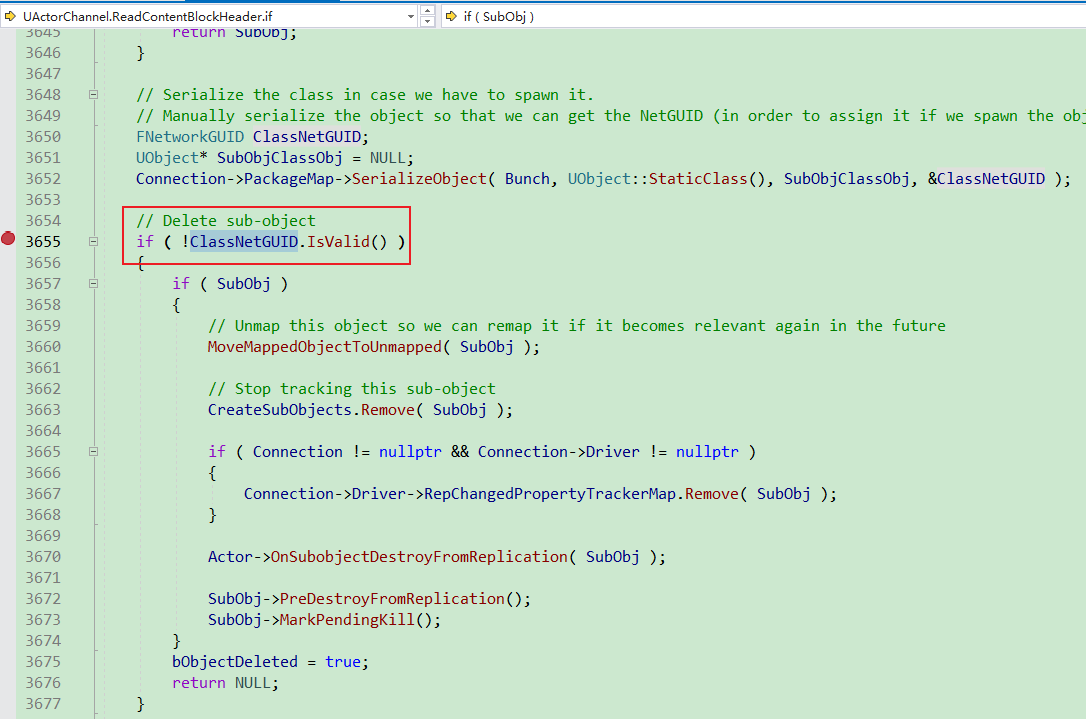 UActorChannel.ReadContentBlockHeader.if if ( SubObj )
3645 return SubObj;
3646 }
3647
3648 // Serialize the class in case we have to spawn it.
3649 // Manually serialize the object so that we can get the NetGUID (in order to assign it if we spawn the obj
3650 FNetworkGUID ClassNetGUID;
3651 UObject* SubObjClassObj = NULL;
3652 Connection->PackageMap->SerializeObject( Bunch, UObject::StaticClass(), SubObjClassObj, &ClassNetGUID );
3653
3654 // Delete sub-object
3655 if ( !ClassNetGUID.IsValid() )
3656 {
3657 if ( SubObj )
3658 {
3659 // Unmap this object so we can remap it if it becomes relevant again in the future
3660 MoveMappedObjectToUnmapped( SubObj );
3661
3662 // Stop tracking this sub-object
3663 CreateSubObjects.Remove( SubObj );
3664
3665 if ( Connection != nullptr && Connection->Driver != nullptr )
3666 {
3667 Connection->Driver->RepChangedPropertyTrackerMap.Remove( SubObj );
3668 }
3669
3670 Actor->OnSubobjectDestroyFromReplication( SubObj );
3671
3672 SubObj->PreDestroyFromReplication();
3673 SubObj->MarkPendingKill();
3674 }
3675 bObjectDeleted = true;
3676 return NULL;
3677 }